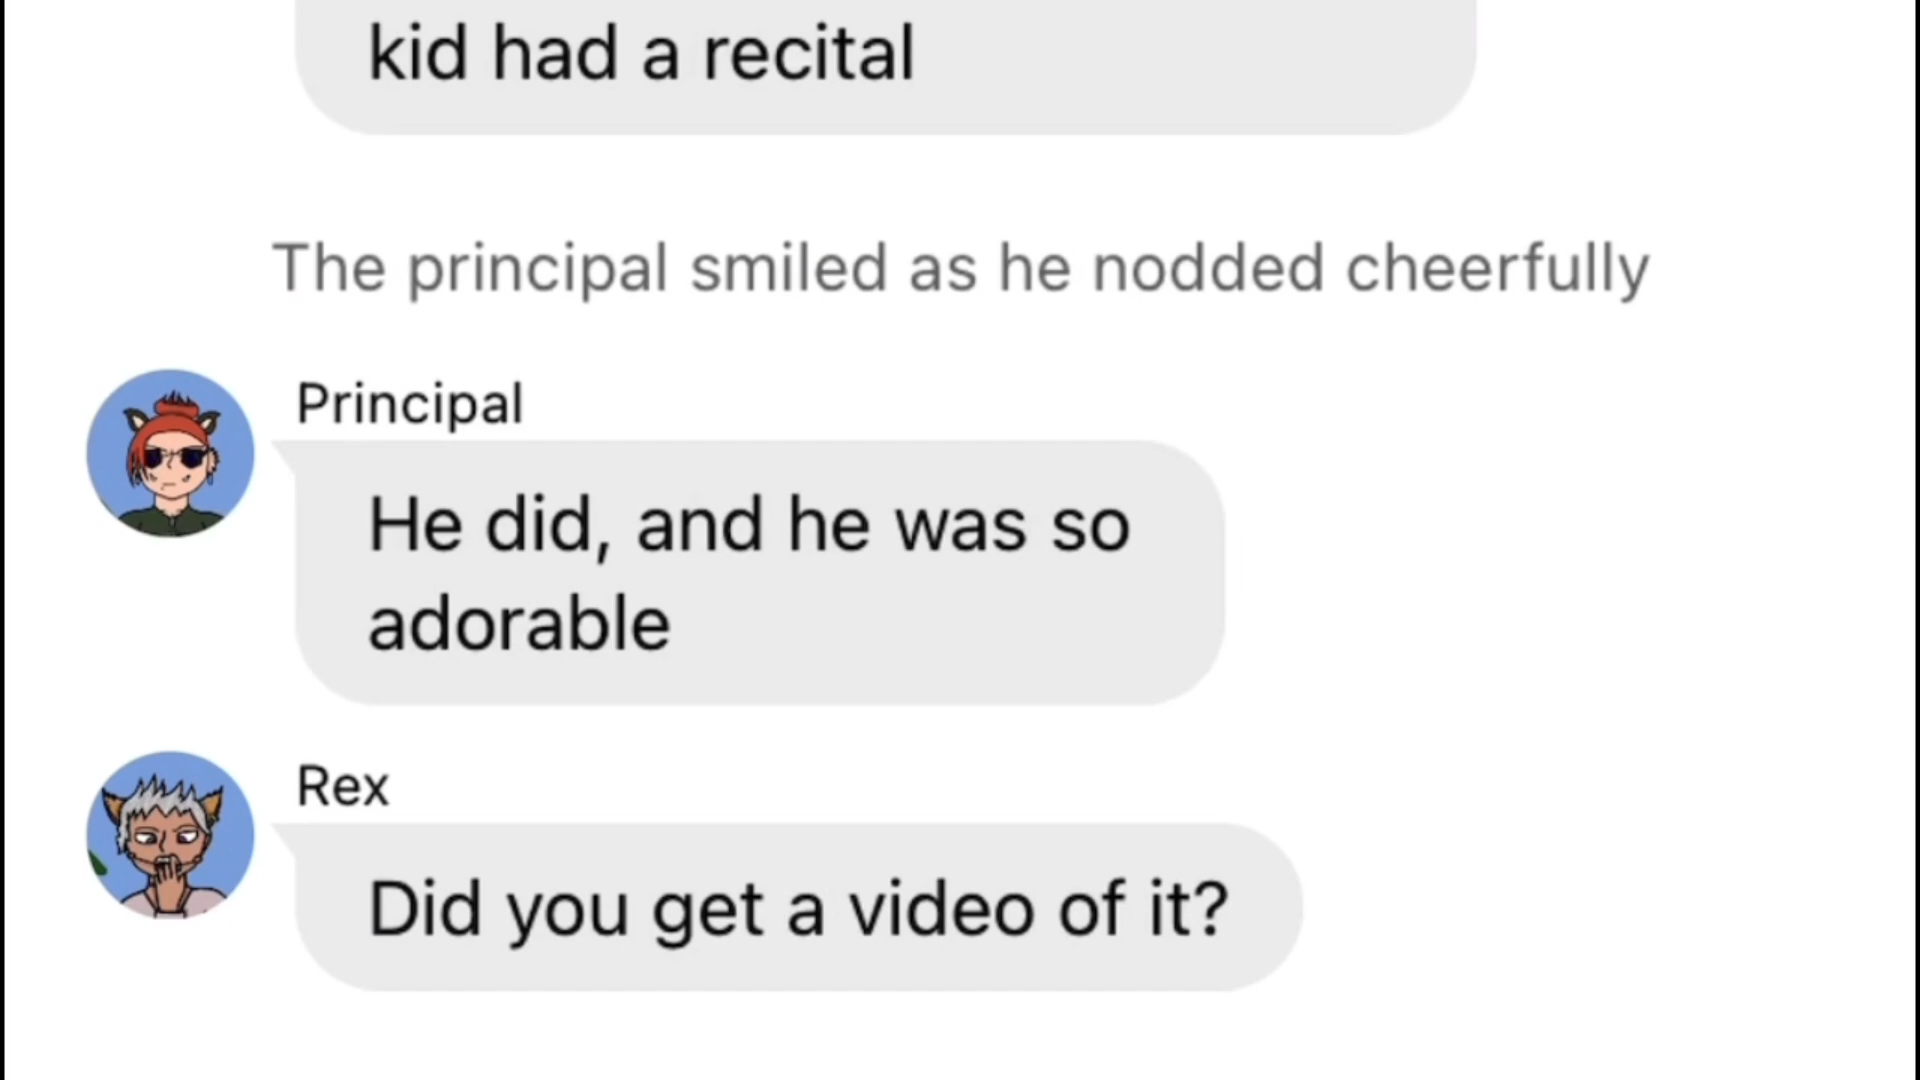 kid had a recital
The principal smiled as he nodded cheerfully
Principal
He did, and he was so
adorable
Rex
Did you get a video of it?